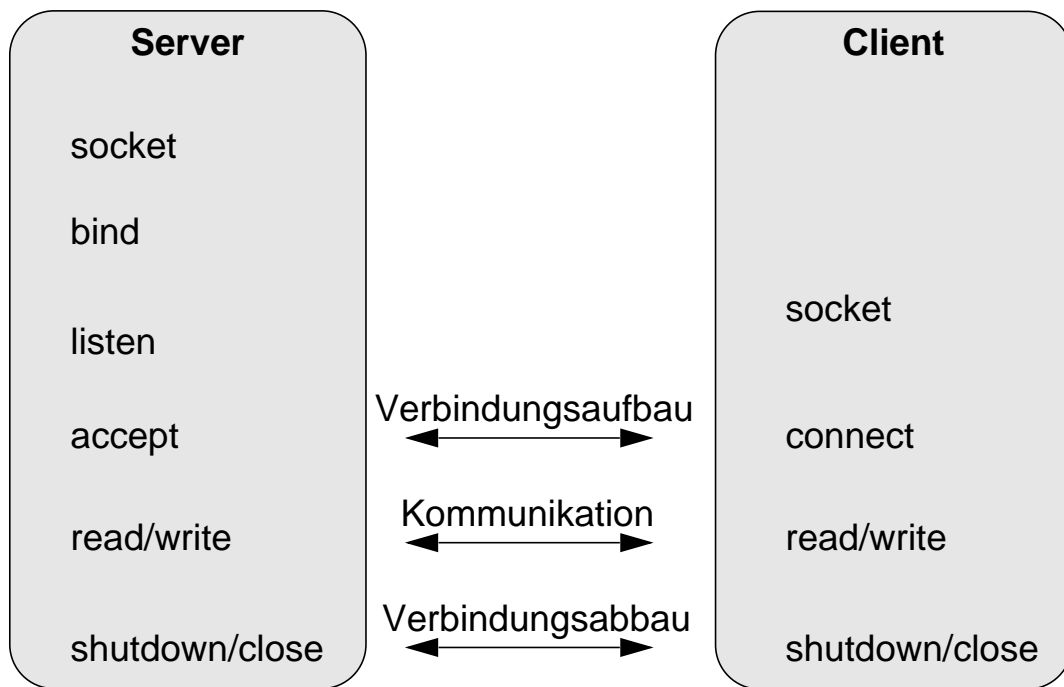 Server
socket
bind
listen
accept
read/write
shutdown/close
Verbindungsaufbau
Kommunikation
Verbindungsabbau
Client
socket
connect
read/write
shutdown/close